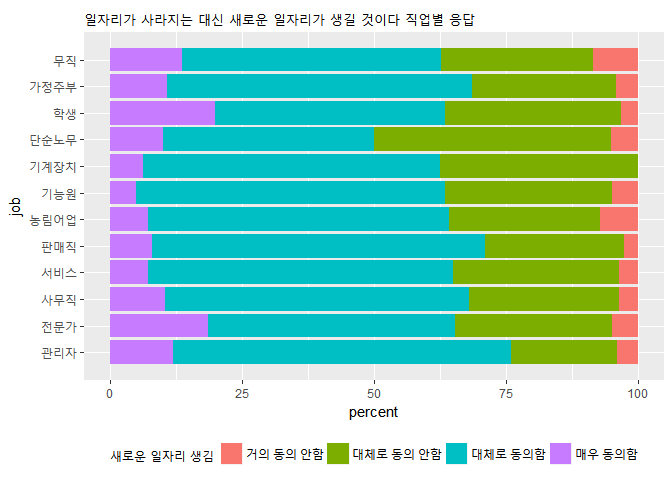 일자리가 사라지는 대신 새로운 일자리가 생길 것이다 직업별 응답
무직
가정주부
학생
단순노무
기계장치
기능원
농림어업
판매직
서비스
사무직
전문가
관리자
job
0 25 50 75 100
percent
새로운 일자리 생김 거의 동의 안함 대체로 동의 안함 대체로 동의함 매우 동의함